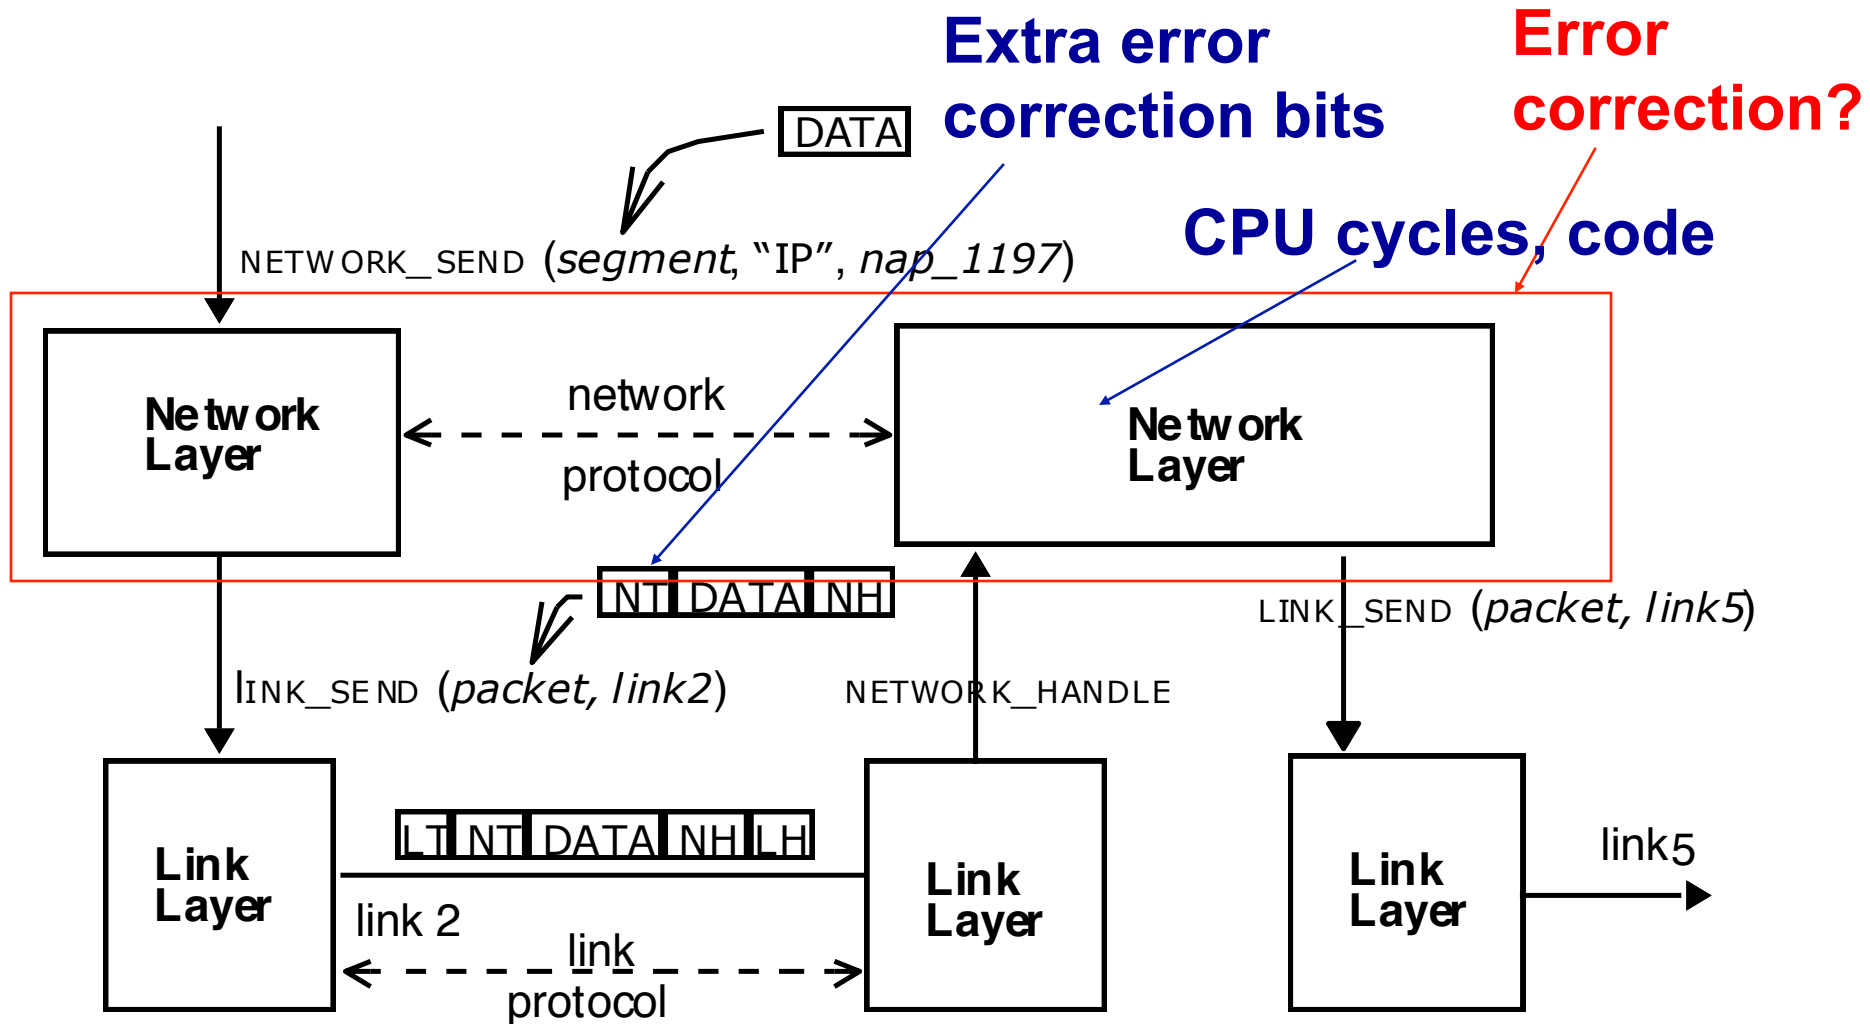 Extra error
correction bits
Error
correction?
DATA
CPU cycles, code
NETWORK_SEND (segment, “IP”, nap_1197)
Network
Layer
network
protocol
Network
Layer
NT DATA NH
LINK_SEND (packet, link5)
lINK_SEND (packet, link2)
NETWORK_HANDLE
LT NT DATA NH LH
Link
Layer
link 2
link
protocol
Link
Layer
Link
Layer
link5